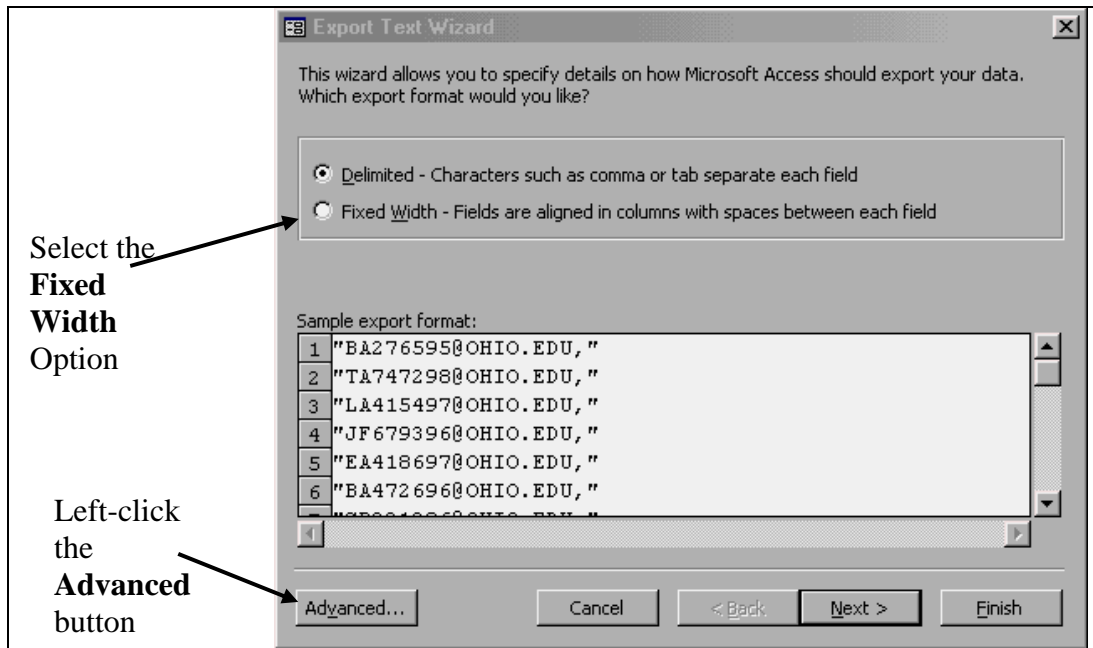 Export Text Wizard
This wizard allows you to specify details on how Microsoft Access should export your data.
Which export format would you like?
Delimited - Characters such as comma or tab separate each field
Fixed Width - Fields are aligned in columns with spaces between each field
Select the
Fixed
Width
Option
Sample export format:
1 "BA276595@OHIO.EDU,"
2 "TA747298@OHIO.EDU,"
3 "LA415497@OHIO.EDU,"
4 "JF679396@OHIO.EDU,"
5 "EA418697@OHIO.EDU,"
6 "BA472696@OHIO.EDU,"
Left-click
the
Advanced
button
Advanced... Cancel < Back Next > Finish